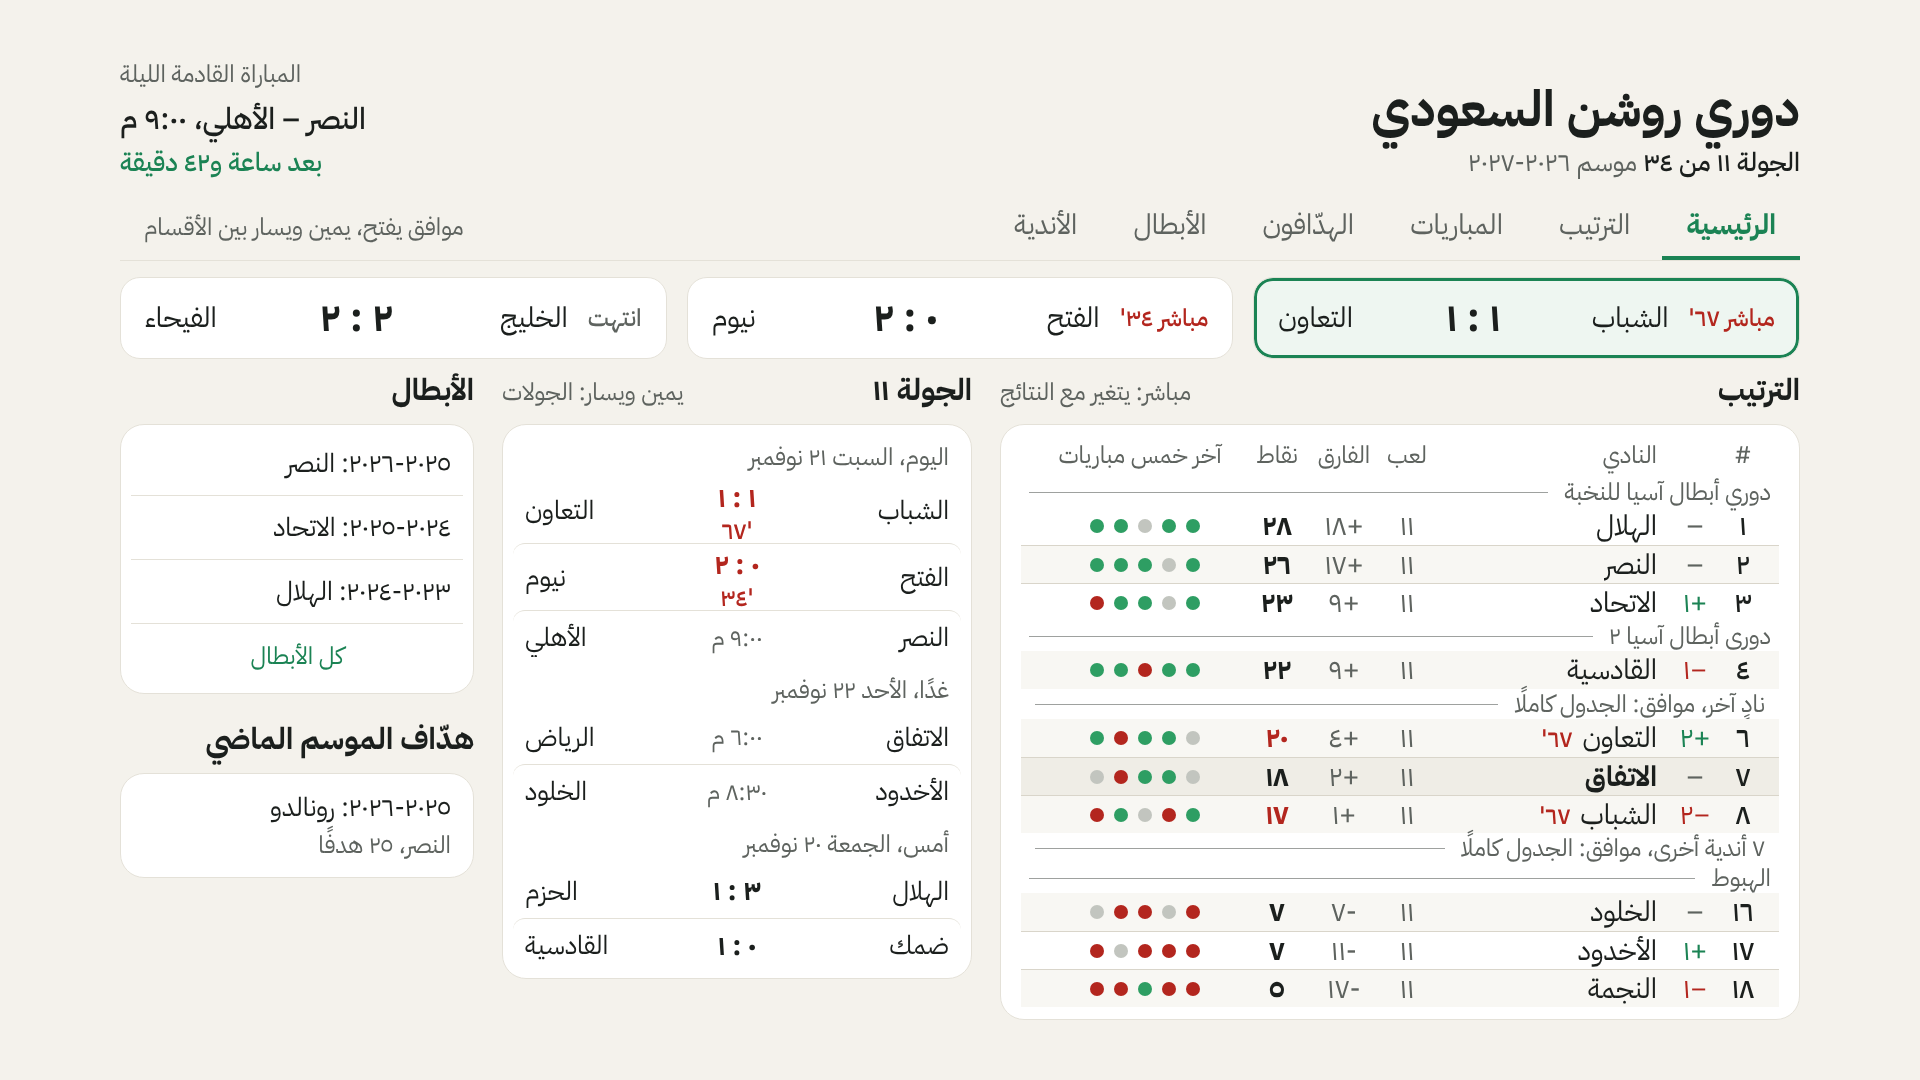 دوري روشن السعودي
الجولة ١١ من ٣٤ موسم ٢٠٢٦-٢٠٢٧
المباراة القادمة الليلة
النصر – الأهلي، ٩:٠٠ م
بعد ساعة و٤٢ دقيقة
الرئيسية الترتيب المباريات الهدّافون الأبطال الأندية
موافق يفتح، يمين ويسار بين الأقسام
مباشر ٦٧' الشباب ١ : ١ التعاون
مباشر ٣٤' الفتح ٠ : ٢ نيوم
انتهت الخليج ٢ : ٢ الفيحاء
الترتيب مباشر: يتغير مع النتائج
# النادي لعب الفارق نقاط آخر خمس مباريات
دوري أبطال آسيا للنخبة
١ – الهلال ١١ +١٨ ٢٨
٢ – النصر ١١ +١٧ ٢٦
٣ +١ الاتحاد ١١ +٩ ٢٣
دوري أبطال آسيا ٢
٤ –١ القادسية ١١ +٩ ٢٢
نادٍ آخر، موافق: الجدول كاملًا
٦ +٢ التعاون ٦٧' ١١ +٤ ٢٠
٧ – الاتفاق ١١ +٢ ١٨
٨ –٢ الشباب ٦٧' ١١ +١ ١٧
٧ أندية أخرى، موافق: الجدول كاملًا
الهبوط
١٦ – الخلود ١١ -٧ ٧
١٧ +١ الأخدود ١١ -١١ ٧
١٨ –١ النجمة ١١ -١٧ ٥
الجولة ١١ يمين ويسار: الجولات
اليوم، السبت ٢١ نوفمبر
الشباب ١ : ١ التعاون
٦٧'
الفتح ٠ : ٢ نيوم
٣٤'
النصر ٩:٠٠ م الأهلي
غدًا، الأحد ٢٢ نوفمبر
الاتفاق ٦:٠٠ م الرياض
الأخدود ٨:٣٠ م الخلود
أمس، الجمعة ٢٠ نوفمبر
الهلال ٣ : ١ الحزم
ضمك ٠ : ١ القادسية
الأبطال
٢٠٢٥-٢٠٢٦: النصر
٢٠٢٤-٢٠٢٥: الاتحاد
٢٠٢٣-٢٠٢٤: الهلال
كل الأبطال
هدّاف الموسم الماضي
٢٠٢٥-٢٠٢٦: رونالدو
النصر، ٢٥ هدفًا